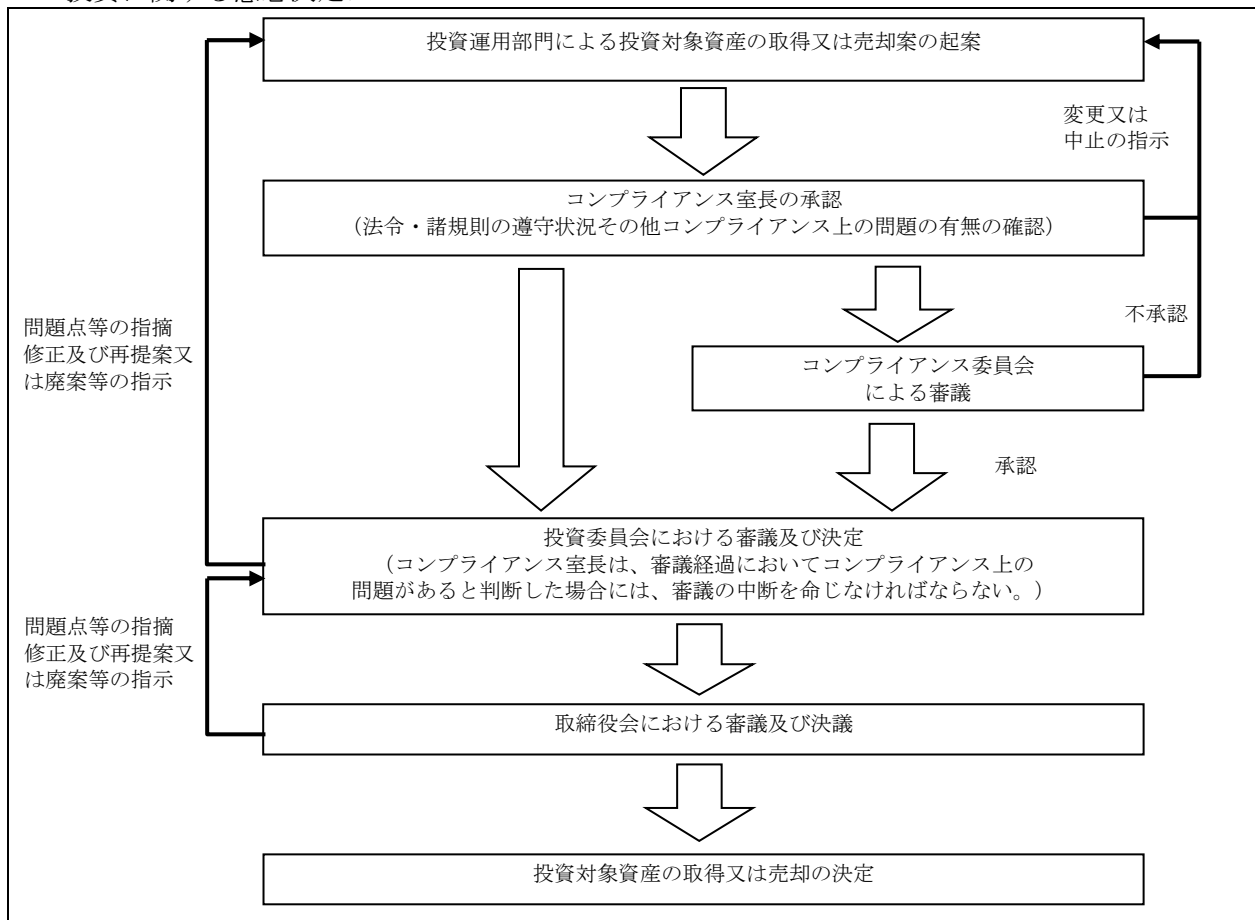 投資運用部門による投資対象資産の取得又は売却案の起案
変更又は
中止の指示
コンプライアンス室長の承認
（法令・諸規則の遵守状況その他コンプライアンス上の問題の有無の確認）
不承認
問題点等の指摘
修正及び再提案又
は廃案等の指示
コンプライアンス委員会
による審議
承認
投資委員会における審議及び決定
（コンプライアンス室長は、審議経過においてコンプライアンス上の
問題があると判断した場合には、審議の中断を命じなければならない。）
問題点等の指摘
修正及び再提案又
は廃案等の指示
取締役会における審議及び決議
投資対象資産の取得又は売却の決定